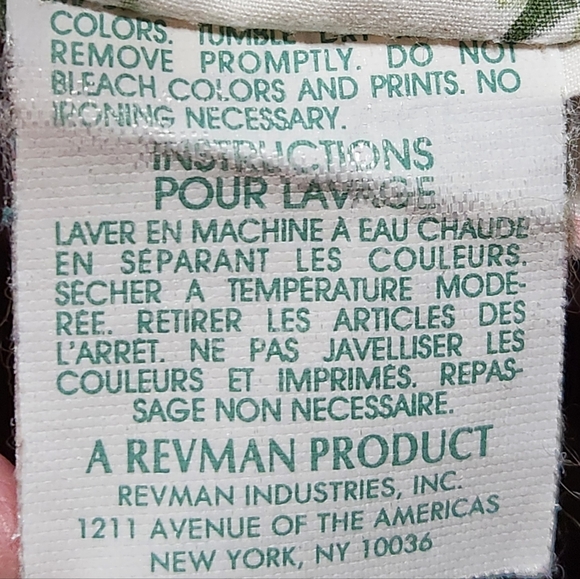 COLORS. TUMBLE DRY
REMOVE PROMPTLY. DO NOT
BLEACH COLORS AND PRINTS. NO
IRONING NECESSARY.
INSTRUCTIONS
POUR LAVAGE
LAVER EN MACHINE À EAU CHAUDE
EN SÉPARANT LES COULEURS.
SÉCHER A TEMPÉRATURE MODÉ-
RÉE. RETIRER LES ARTICLES DES
L'ARRÊT. NE PAS JAVELLISER LES
COULEURS ET IMPRIMÉS. REPAS-
SAGE NON NECESSAIRE.
A REVMAN PRODUCT
REVMAN INDUSTRIES, INC.
1211 AVENUE OF THE AMERICAS
NEW YORK, NY 10036